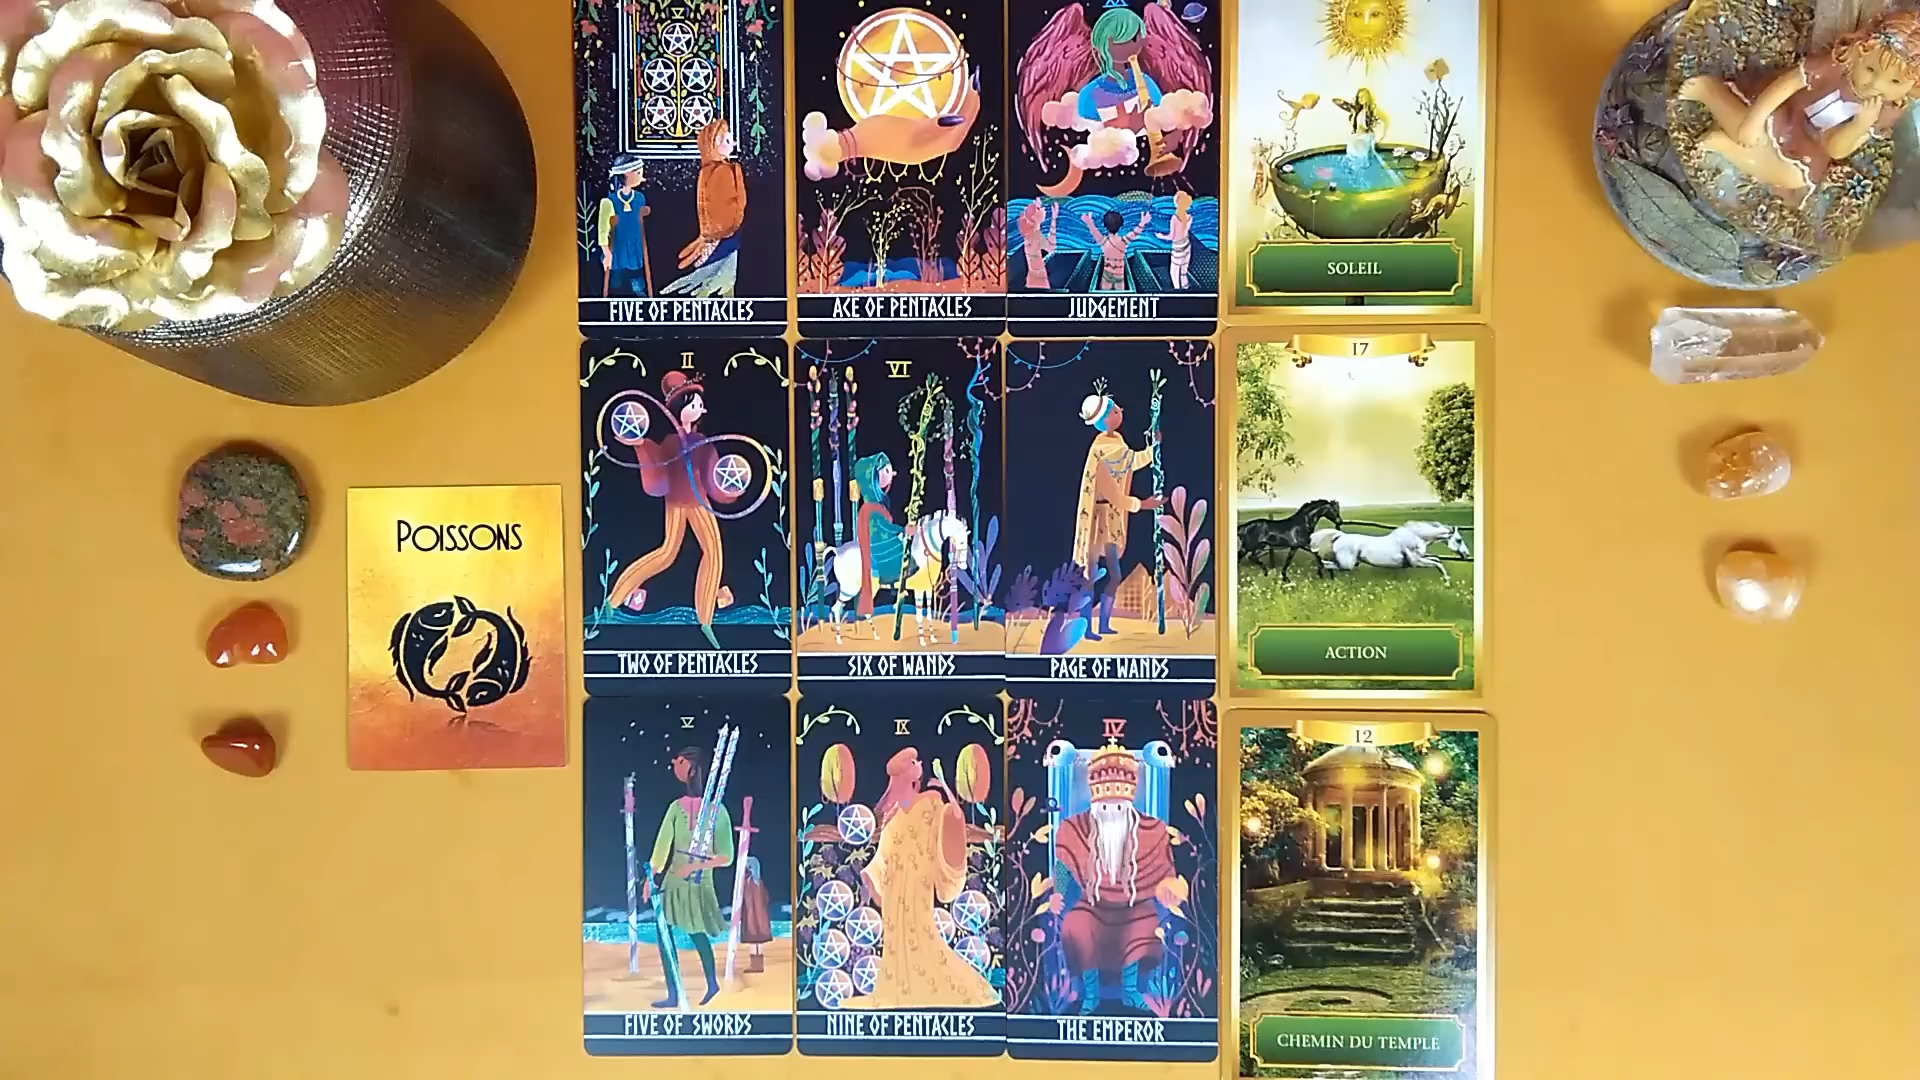 V
XX
FIVE OF PENTACLES
ACE OF PENTACLES
JUDGEMENT
SOLEIL
II
VI
17
POISSONS
TWO OF PENTACLES
SIX OF WANDS
PAGE OF WANDS
ACTION
V
IX
IV
12
FIVE OF SWORDS
NINE OF PENTACLES
THE EMPEROR
CHEMIN DU TEMPLE